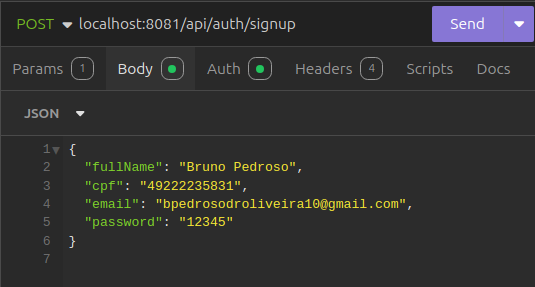 POST localhost:8081/api/auth/signup Send
Params 1 Body Auth Headers 4 Scripts Docs
JSON
1 {
2 "fullName": "Bruno Pedroso",
3 "cpf": "49222235831",
4 "email": "bpedrosodroliveira10@gmail.com",
5 "password": "12345"
6 }
7